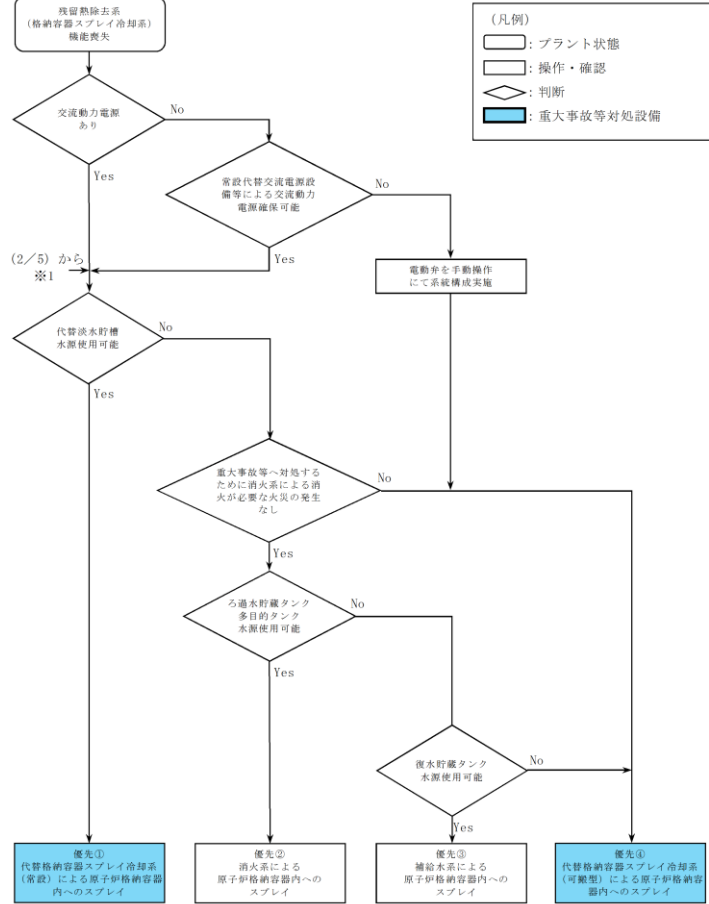 残留熱除去系
（格納容器スプレイ冷却系）
機能喪失
（凡例）
：プラント状態
：操作・確認
：判断
：重大事故等対処設備
交流動力電源
あり
No
Yes
常設代替交流電源設
備等による交流動力
電源確保可能
No
Yes
(2／5) から
※1
電動弁を手動操作
にて系統構成実施
代替淡水貯槽
水源使用可能
No
Yes
重大事故等へ対処する
ために消火系による消
火が必要な火災の発生
なし
No
Yes
ろ過水貯蔵タンク
多目的タンク
水源使用可能
No
Yes
復水貯蔵タンク
水源使用可能
No
Yes
優先①
代替格納容器スプレイ冷却系
（常設）による原子炉格納容器
内へのスプレイ
優先②
消火系による
原子炉格納容器内への
スプレイ
優先③
補給水系による
原子炉格納容器内への
スプレイ
優先④
代替格納容器スプレイ冷却系
（可搬型）による原子炉格納容
器内へのスプレイ